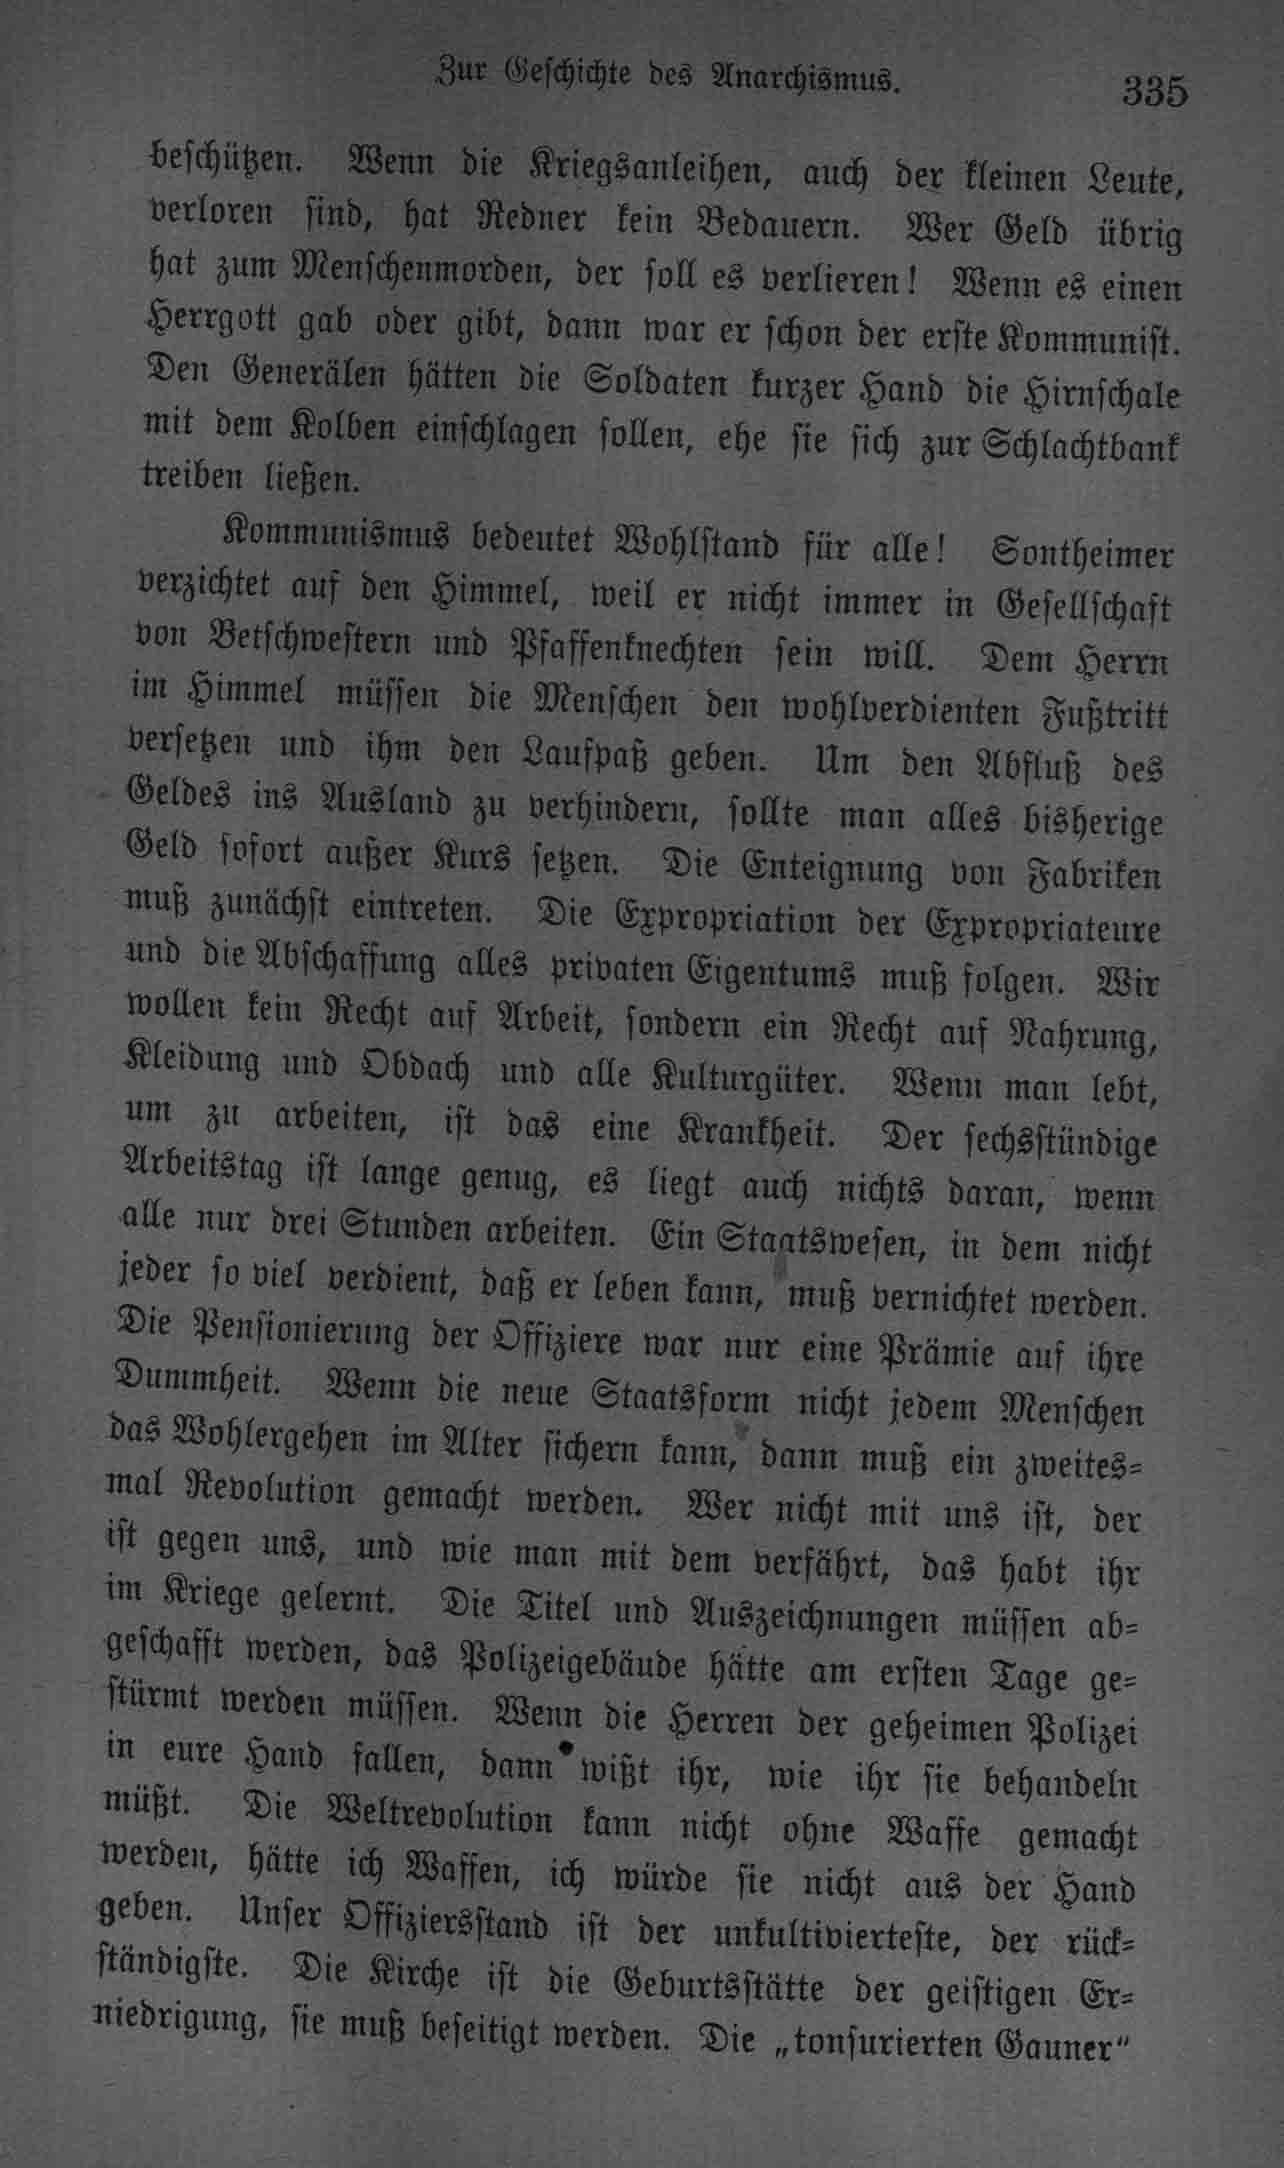 Zur Geschichte des Anarchismus.
335
beschützen. Wenn die Kriegsanleihen, auch der kleinen Leute,
verloren sind, hat Redner kein Bedauern. Wer Geld übrig
hat zum Menschenmorden, der soll es verlieren! Wenn es einen
Herrgott gab oder gibt, dann war er schon der erste Kommunist.
Den Generälen hätten die Soldaten kurzer Hand die Hirnschale
mit dem Kolben einschlagen sollen, ehe sie sich zur Schlachtbank
treiben ließen.
Kommunismus bedeutet Wohlstand für alle! Sontheimer
verzichtet auf den Himmel, weil er nicht immer in Gesellschaft
von Betschwestern und Pfaffenknechten sein will. Dem Herrn
im Himmel müssen die Menschen den wohlverdienten Fußtritt
versetzen und ihm den Laufpaß geben. Um den Abfluß des
Geldes ins Ausland zu verhindern, sollte man alles bisherige
Geld sofort außer Kurs setzen. Die Enteignung von Fabriken
muß zunächst eintreten. Die Expropriation der Expropriateure
und die Abschaffung alles privaten Eigentums muß folgen. Wir
wollen kein Recht auf Arbeit, sondern ein Recht auf Nahrung,
Kleidung und Obdach und alle Kulturgüter. Wenn man lebt,
um zu arbeiten, ist das eine Krankheit. Der sechsstündige
Arbeitstag ist lange genug, es liegt auch nichts daran, wenn
alle nur drei Stunden arbeiten. Ein Staatswesen, in dem nicht
jeder so viel verdient, daß er leben kann, muß vernichtet werden.
Die Pensionierung der Offiziere war nur eine Prämie auf ihre
Dummheit. Wenn die neue Staatsform nicht jedem Menschen
das Wohlergehen im Alter sichern kann, dann muß ein zweites-
mal Revolution gemacht werden. Wer nicht mit uns ist, der
ist gegen uns, und wie man mit dem verfährt, das habt ihr
im Kriege gelernt. Die Titel und Auszeichnungen müssen ab-
geschafft werden, das Polizeigebäude hätte am ersten Tage ge-
stürmt werden müssen. Wenn die Herren der geheimen Polizei
in eure Hand fallen, dann wißt ihr, wie ihr sie behandeln
müßt. Die Weltrevolution kann nicht ohne Waffe gemacht
werden, hätte ich Waffen, ich würde sie nicht aus der Hand
geben. Unser Offiziersstand ist der unkultivierteste, der rück-
ständigste. Die Kirche ist die Geburtsstätte der geistigen Er-
niedrigung, sie muß beseitigt werden. Die „tonsurierten Gauner“